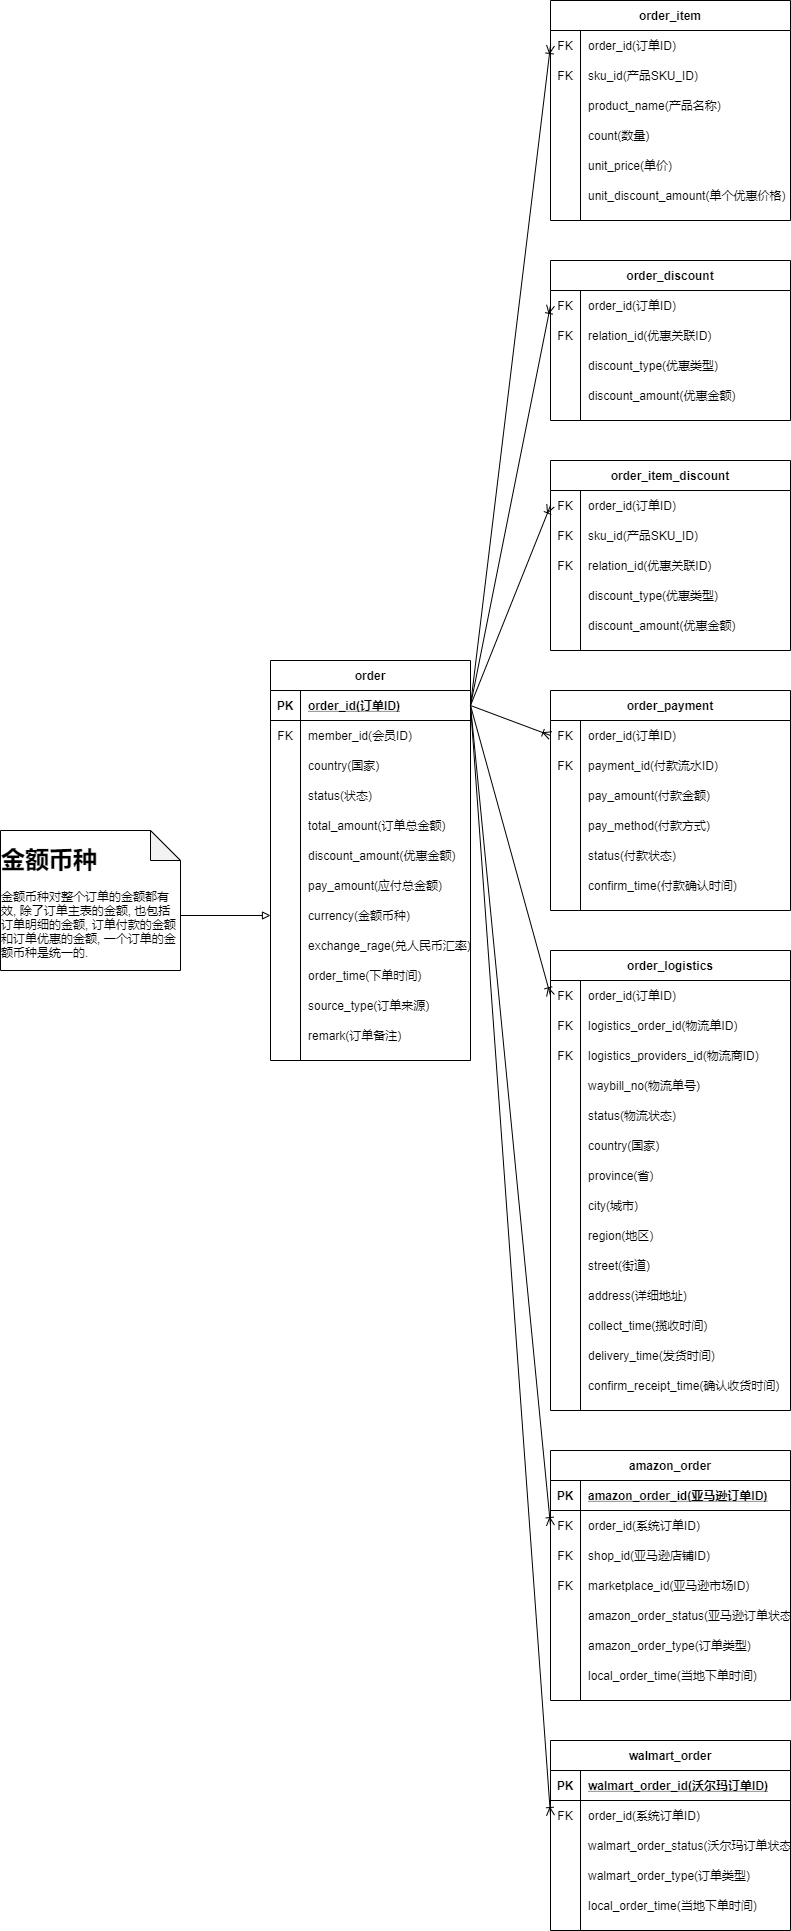 order_item
FK order_id(订单ID)
FK sku_id(产品SKU_ID)
product_name(产品名称)
count(数量)
unit_price(单价)
unit_discount_amount(单个优惠价格)
order_discount
FK order_id(订单ID)
FK relation_id(优惠关联ID)
discount_type(优惠类型)
discount_amount(优惠金额)
order_item_discount
FK order_id(订单ID)
FK sku_id(产品SKU_ID)
FK relation_id(优惠关联ID)
discount_type(优惠类型)
discount_amount(优惠金额)
order
PK order_id(订单ID)
FK member_id(会员ID)
country(国家)
status(状态)
total_amount(订单总金额)
discount_amount(优惠金额)
pay_amount(应付总金额)
currency(金额币种)
exchange_rage(兑人民币汇率)
order_time(下单时间)
source_type(订单来源)
remark(订单备注)
金额币种
金额币种对整个订单的金额都有
效, 除了订单主表的金额, 也包括
订单明细的金额, 订单付款的金额
和订单优惠的金额, 一个订单的金
额币种是统一的.
order_payment
FK order_id(订单ID)
FK payment_id(付款流水ID)
pay_amount(付款金额)
pay_method(付款方式)
status(付款状态)
confirm_time(付款确认时间)
order_logistics
FK order_id(订单ID)
FK logistics_order_id(物流单ID)
FK logistics_providers_id(物流商ID)
waybill_no(物流单号)
status(物流状态)
country(国家)
province(省)
city(城市)
region(地区)
street(街道)
address(详细地址)
collect_time(揽收时间)
delivery_time(发货时间)
confirm_receipt_time(确认收货时间)
amazon_order
PK amazon_order_id(亚马逊订单ID)
FK order_id(系统订单ID)
FK shop_id(亚马逊店铺ID)
FK marketplace_id(亚马逊市场ID)
amazon_order_status(亚马逊订单状态
amazon_order_type(订单类型)
local_order_time(当地下单时间)
walmart_order
PK walmart_order_id(沃尔玛订单ID)
FK order_id(系统订单ID)
walmart_order_status(沃尔玛订单状态
walmart_order_type(订单类型)
local_order_time(当地下单时间)